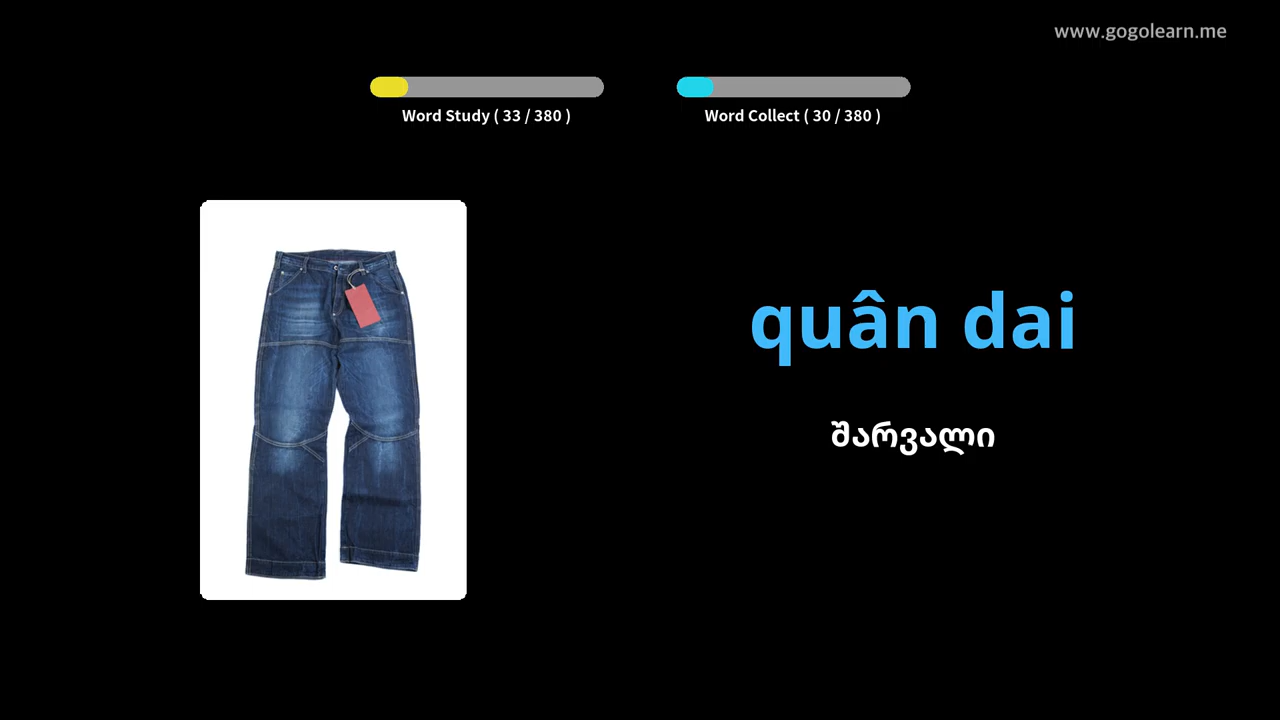 www.gogolearn.me
Word Study ( 33 / 380 )
Word Collect ( 30 / 380 )
quân dai
შარვალი